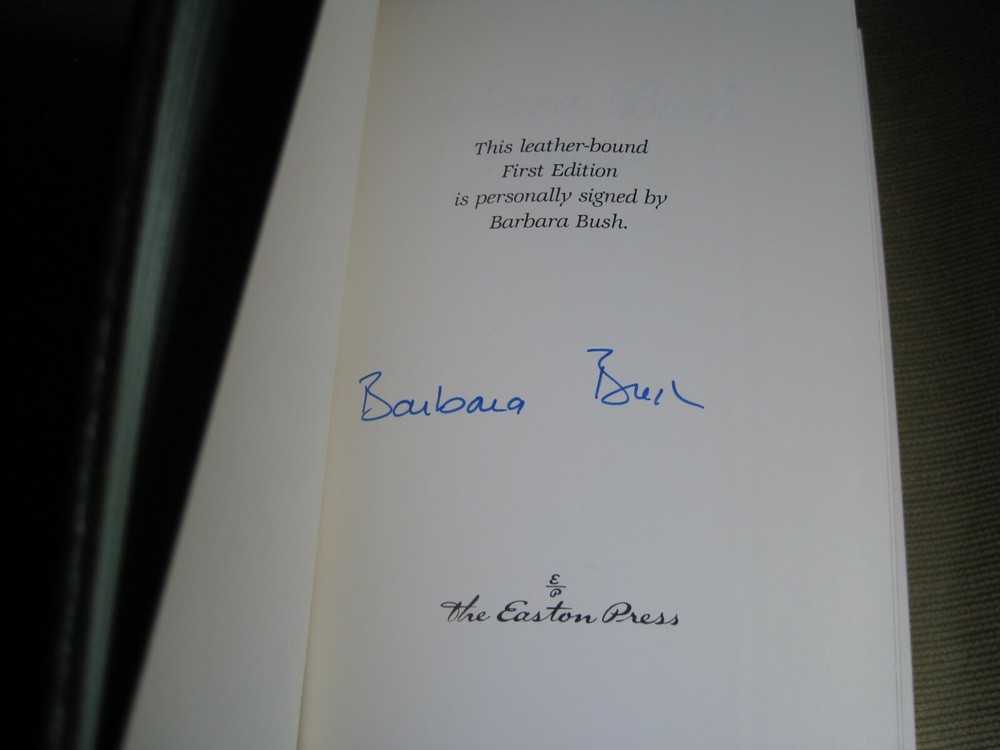 This leather-bound
First Edition
is personally signed by
Barbara Bush.
Barbara Bush
E
P
The Easton Press